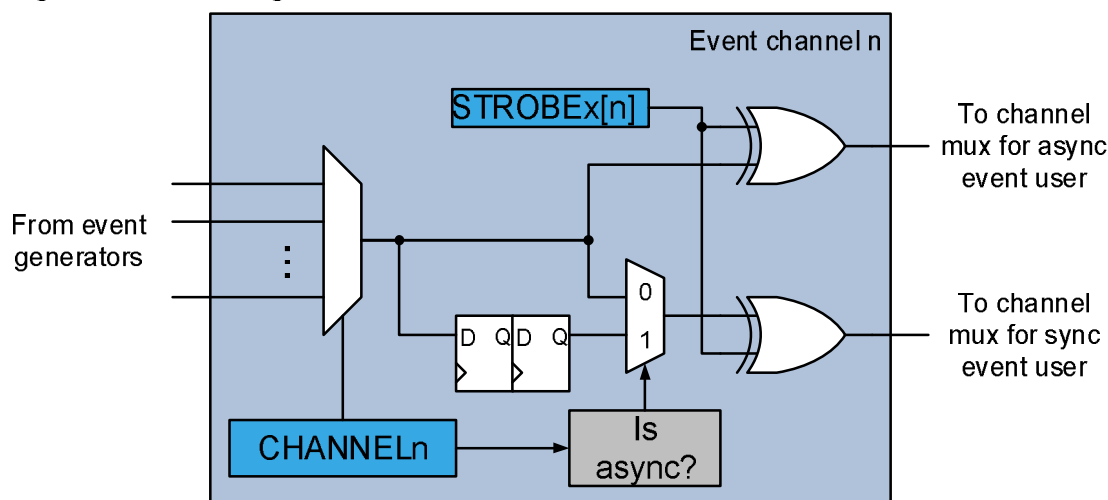 Event channel n
STROBEx[n]
To channel
mux for async
event user
From event
generators
0
1
D
Q
D
Q
To channel
mux for sync
event user
CHANNELn
Is
async?